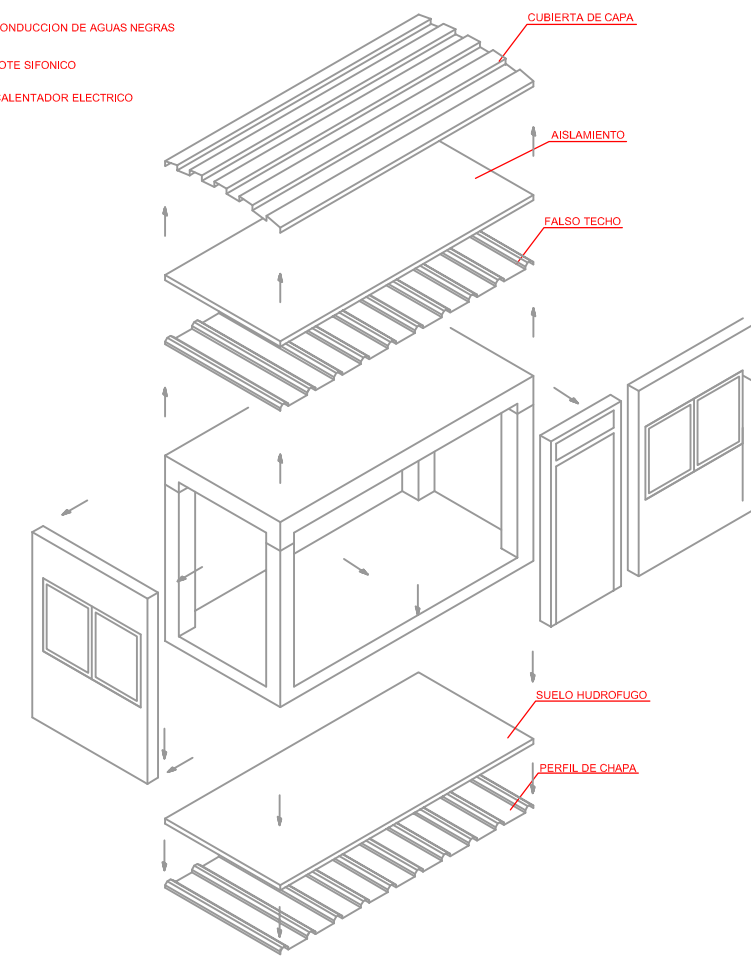 CUBIERTA DE CAPA
ONDUCCION DE AGUAS NEGRAS
OTE SIFONICO
ALENTADOR ELECTRICO
AISLAMIENTO
FALSO TECHO
SUELO HUDROFUGO
PERFIL DE CHAPA